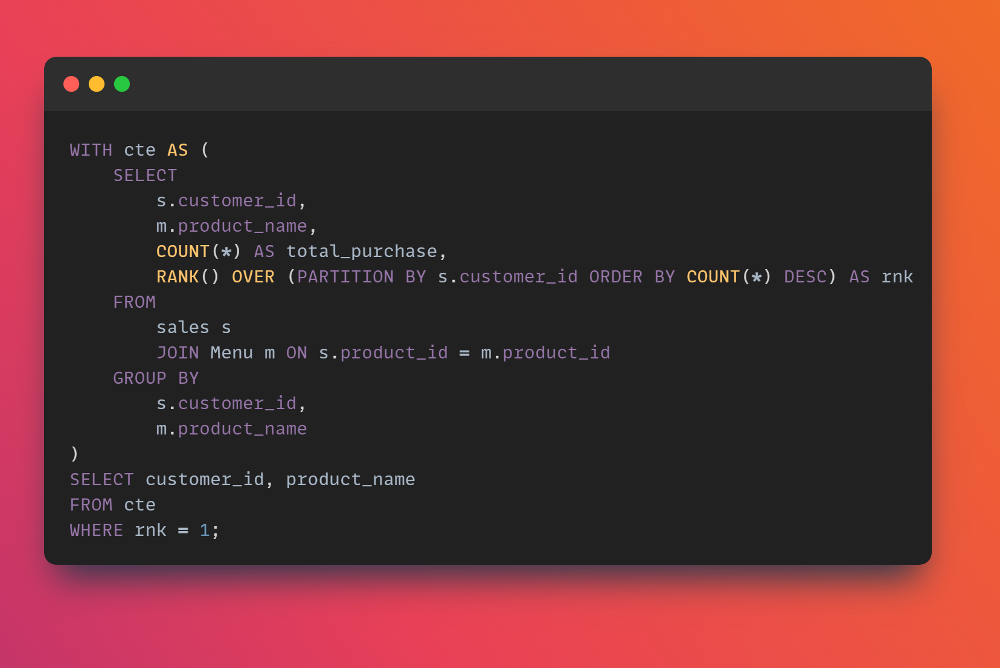 WITH cte AS (
    SELECT
        s.customer_id,
        m.product_name,
        COUNT(*) AS total_purchase,
        RANK() OVER (PARTITION BY s.customer_id ORDER BY COUNT(*) DESC) AS rnk
    FROM
        sales s
        JOIN Menu m ON s.product_id = m.product_id
    GROUP BY
        s.customer_id,
        m.product_name
)
SELECT customer_id, product_name
FROM cte
WHERE rnk = 1;